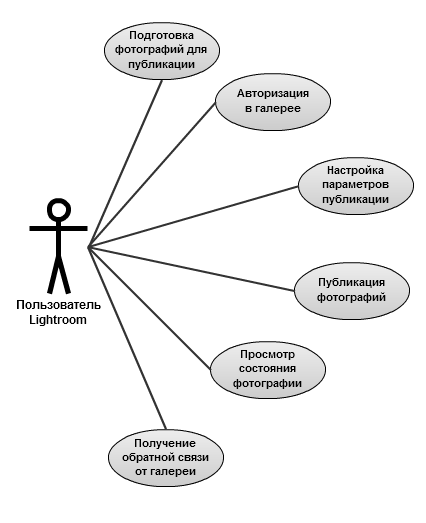 Подготовка
фотографий для
публикации
Авторизация
в галерее
Настройка
параметров
публикации
Пользователь
Lightroom
Публикация
фотографий
Просмотр
состояния
фотографии
Получение
обратной связи
от галереи